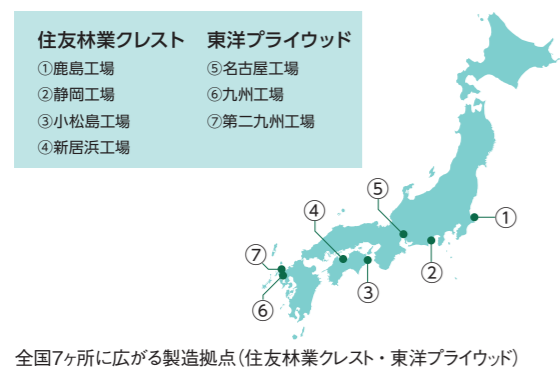 住友林業クレスト 東洋プライウッド
①鹿島工場 ⑤名古屋工場
②静岡工場 ⑥九州工場
③小松島工場 ⑦第二九州工場
④新居浜工場
⑤
④
①
⑦
②
⑥
③
全国7ヶ所に広がる製造拠点(住友林業クレスト・東洋プライウッド)